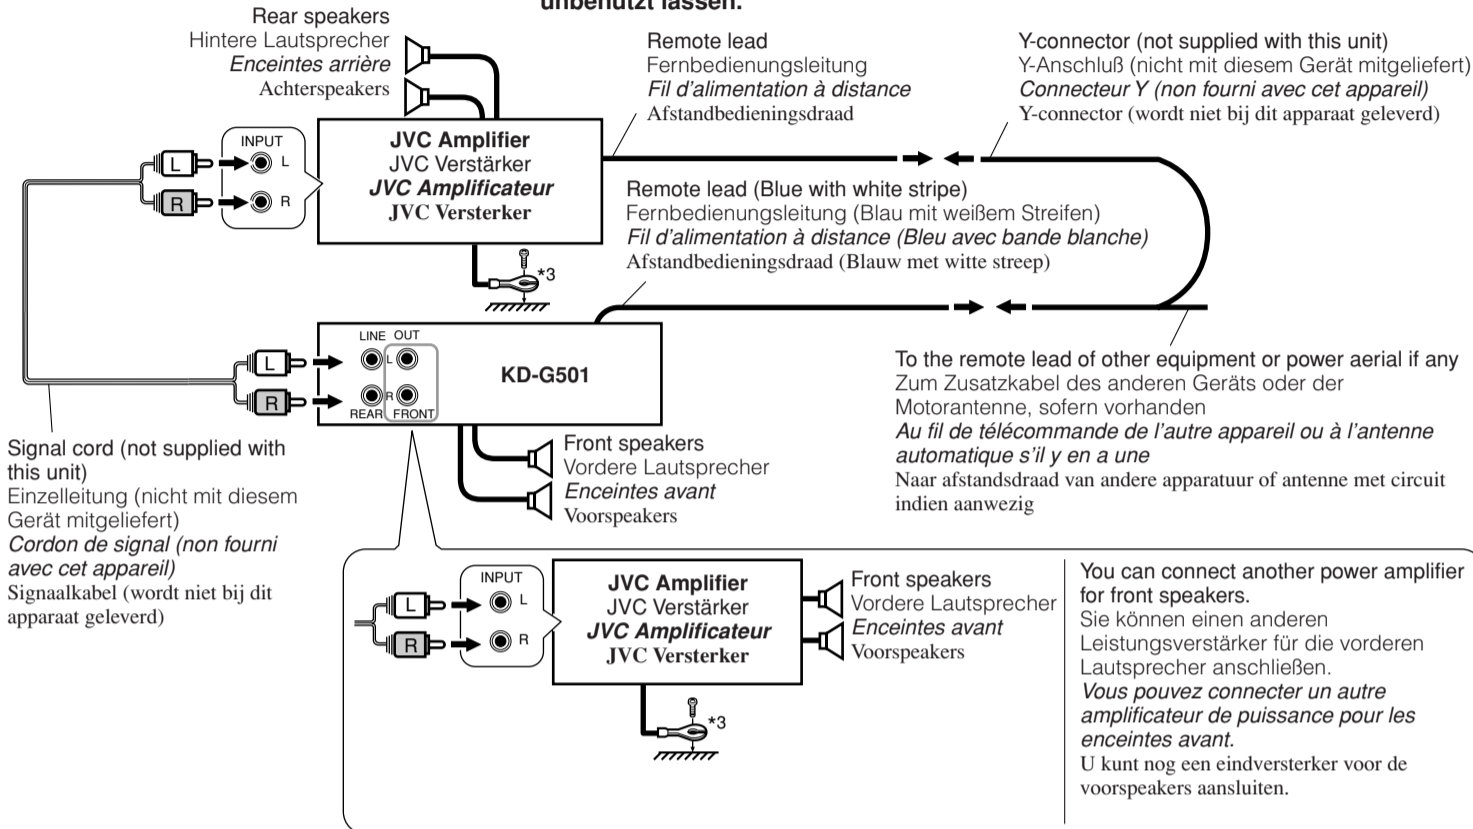 unbenutzt lassen.
Rear speakers
Hintere Lautsprecher
Enceintes arrière
Achterspeakers
Remote lead
Fernbedienungsleitung
Fil d'alimentation à distance
Afstandbedieningsdraad
Y-connector (not supplied with this unit)
Y-Anschluß (nicht mit diesem Gerät mitgeliefert)
Connecteur Y (non fourni avec cet appareil)
Y-connector (wordt niet bij dit apparaat geleverd)
L
R
INPUT
L
R
JVC Amplifier
JVC Verstärker
JVC Amplificateur
JVC Versterker
*3
Remote lead (Blue with white stripe)
Fernbedienungsleitung (Blau mit weißem Streifen)
Fil d'alimentation à distance (Bleu avec bande blanche)
Afstandbedieningsdraad (Blauw met witte streep)
L
R
LINE OUT
L
R
REAR FRONT
KD-G501
To the remote lead of other equipment or power aerial if any
Zum Zusatzkabel des anderen Geräts oder der
Motorantenne, sofern vorhanden
Au fil de télécommande de l'autre appareil ou à l'antenne
automatique s'il y en a une
Naar afstandsdraad van andere apparatuur of antenne met circuit
indien aanwezig
Signal cord (not supplied with
this unit)
Einzelleitung (nicht mit diesem
Gerät mitgeliefert)
Cordon de signal (non fourni
avec cet appareil)
Signaalkabel (wordt niet bij dit
apparaat geleverd)
Front speakers
Vordere Lautsprecher
Enceintes avant
Voorspeakers
L
R
INPUT
L
R
JVC Amplifier
JVC Verstärker
JVC Amplificateur
JVC Versterker
*3
Front speakers
Vordere Lautsprecher
Enceintes avant
Voorspeakers
You can connect another power amplifier
for front speakers.
Sie können einen anderen
Leistungsverstärker für die vorderen
Lautsprecher anschließen.
Vous pouvez connecter un autre
amplificateur de puissance pour les
enceintes avant.
U kunt nog een eindversterker voor de
voorspeakers aansluiten.